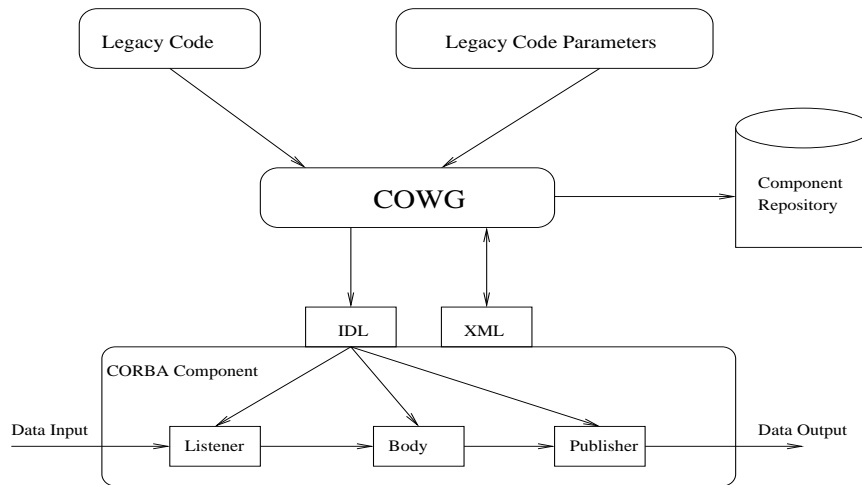 Legacy Code
Legacy Code Parameters
COWG
Component
Repository
IDL
XML
CORBA Component
Data Input
Listener
Body
Publisher
Data Output